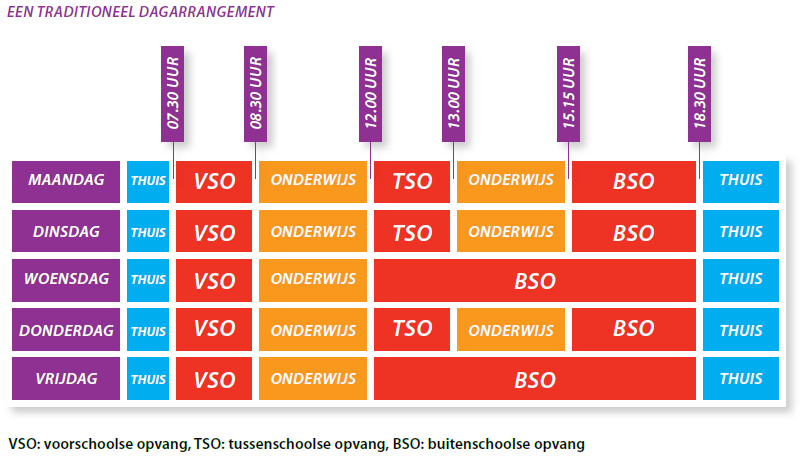 EEN TRADITIONEEL DAGARRANGEMENT
07.30 UUR 08.30 UUR 12.00 UUR 13.00 UUR 15.15 UUR 18.30 UUR
MAANDAG THUIS VSO ONDERWIJS TSO ONDERWIJS BSO THUIS
DINSDAG THUIS VSO ONDERWIJS TSO ONDERWIJS BSO THUIS
WOENSDAG THUIS VSO ONDERWIJS BSO THUIS
DONDERDAG THUIS VSO ONDERWIJS TSO ONDERWIJS BSO THUIS
VRIJDAG THUIS VSO ONDERWIJS BSO THUIS
VSO: voorschoolse opvang, TSO: tussenschoolse opvang, BSO: buitenschoolse opvang